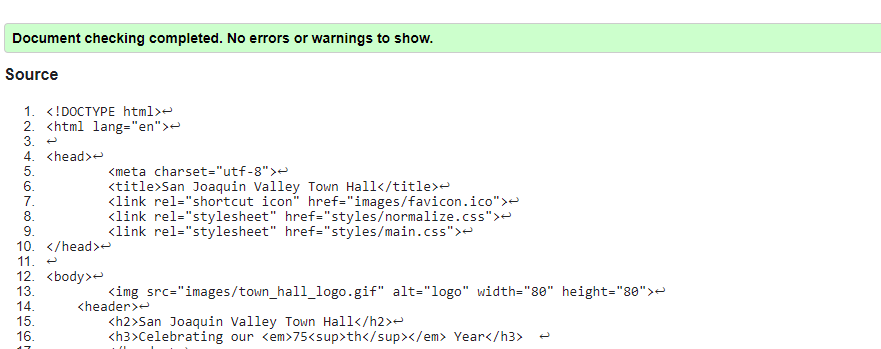 Document checking completed. No errors or warnings to show.
Source
1. <!DOCTYPE html>↩
2. <html lang="en">↩
3. ↩
4. <head>↩
5. <meta charset="utf-8">↩
6. <title>San Joaquin Valley Town Hall</title>↩
7. <link rel="shortcut icon" href="images/favicon.ico">↩
8. <link rel="stylesheet" href="styles/normalize.css">↩
9. <link rel="stylesheet" href="styles/main.css">↩
10. </head>↩
11. ↩
12. <body>↩
13. <img src="images/town_hall_logo.gif" alt="logo" width="80" height="80">↩
14. <header>↩
15. <h2>San Joaquin Valley Town Hall</h2>↩
16. <h3>Celebrating our <em>75<sup>th</sup></em> Year</h3> ↩